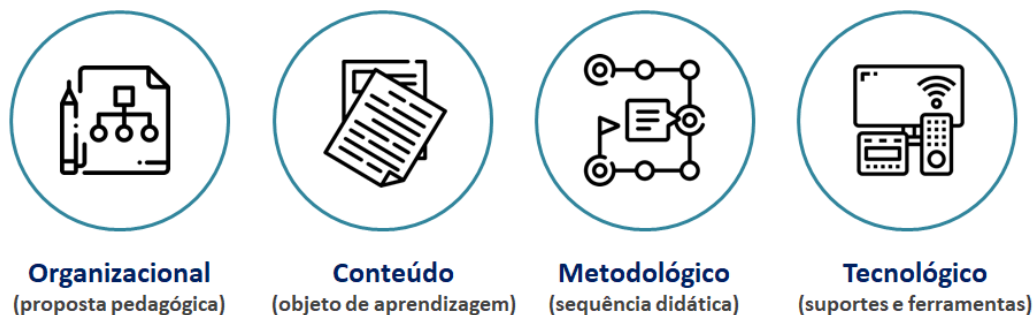 Organizacional
(proposta pedagógica)
Conteúdo
(objeto de aprendizagem)
Metodológico
(sequência didática)
Tecnológico
(suportes e ferramentas)